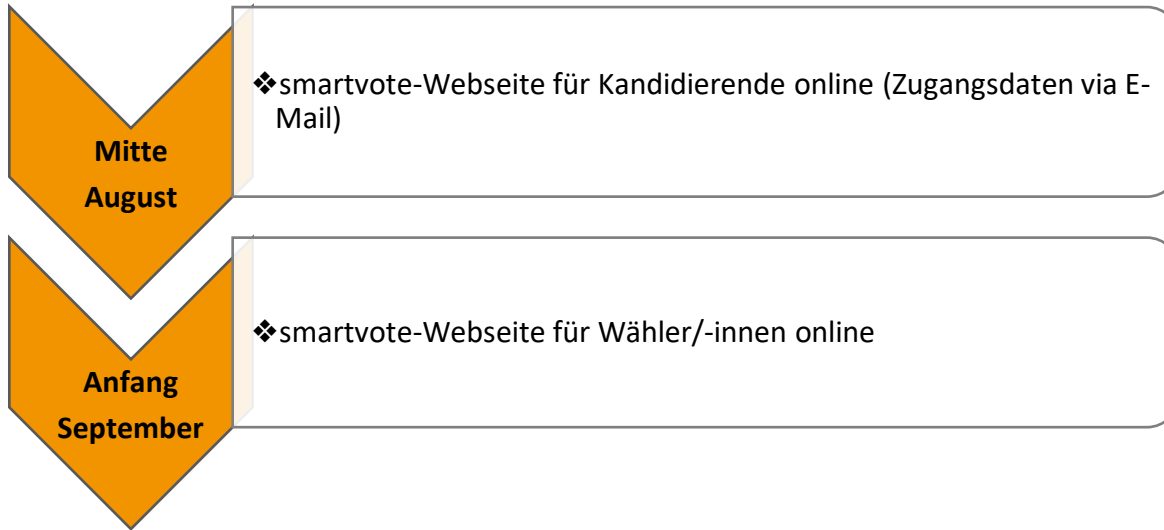 Mitte
August
❖smartvote-Webseite für Kandidierende online (Zugangsdaten via E-
Mail)
Anfang
September
❖smartvote-Webseite für Wähler/-innen online